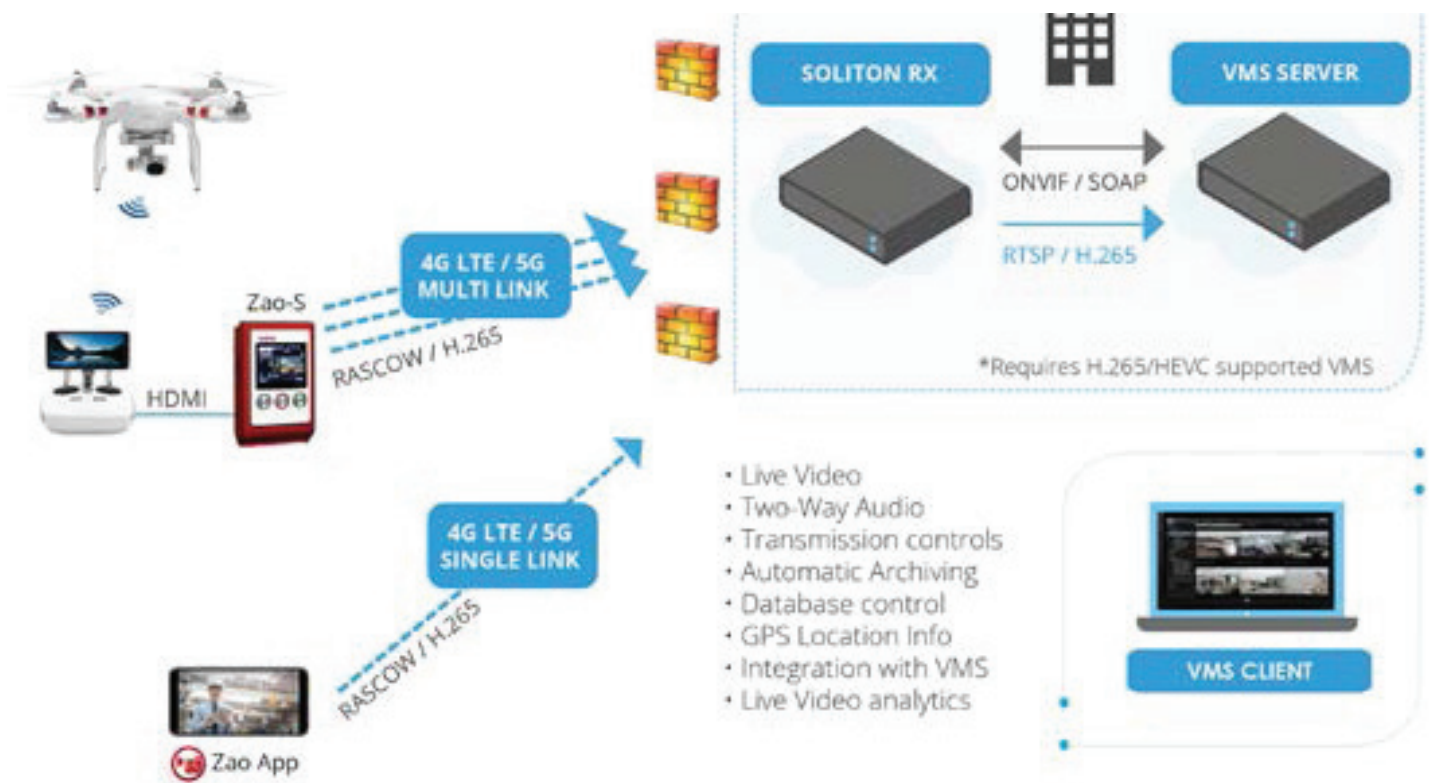 SOLITON RX
VMS SERVER
ONVIF / SOAP
RTSP / H.265
*Requires H.265/HEVC supported VMS
4G LTE / 5G
MULTI LINK
Zao-S
RASCOW / H.265
HDMI
4G LTE / 5G
SINGLE LINK
RASCOW / H.265
Zao App
• Live Video
• Two-Way Audio
• Transmission controls
• Automatic Archiving
• Database control
• GPS Location Info
• Integration with VMS
• Live Video analytics
VMS CLIENT